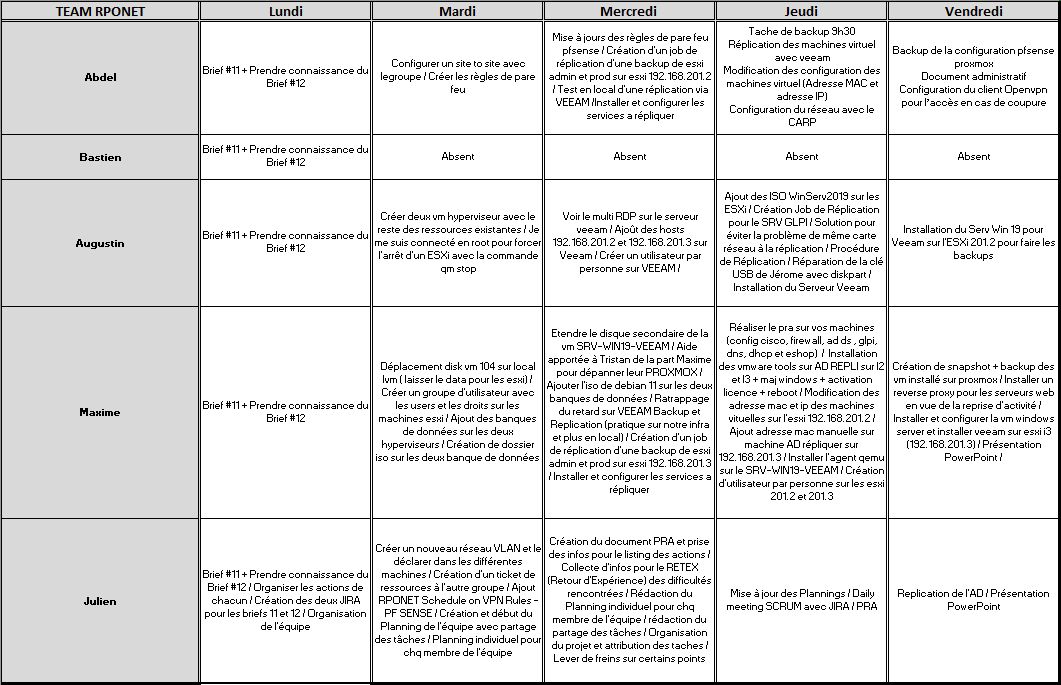 TEAM RPONET
Lundi
Mardi
Mercredi
Jeudi
Vendredi
Abdel
Brief #11 + Prendre connaissance du
Brief #12
Configurer un site to site avec
legroupe / Créer les règles de pare
feu
Mise à jours des règles de pare feu
pfsense / Création d'un job de
réplication d'une backup de esxi
admin et prod sur esxi 192.168.201.2
/ Test en local d'une réplication via
VEEAM /Installer et configurer les
services a répliquer
Tache de backup 9h30
Réplication des machines virtuel
avec veeam
Modification des configuration des
machines virtuel (Adresse MAC et
adresse IP)
Configuration du réseau avec le
CARP
Backup de la configuration pfsense
proxmox
Document administratif
Configuration du client Openvpn
pour l'accès en cas de coupure
Bastien
Brief #11 + Prendre connaissance du
Brief #12
Absent
Absent
Absent
Absent
Augustin
Brief #11 + Prendre connaissance du
Brief #12
Créer deux vm hyperviseur avec le
reste des ressources existantes / Je
me suis connecté en root pour forcer
l'arrêt d'un ESXi avec la commande
qm stop
Voir le multi RDP sur le serveur
veeam / Ajoût des hosts
192.168.201.2 et 192.168.201.3 sur
Veeam / Créer un utilisateur par
personne sur VEEAM /
Ajout des ISO WinServ2019 sur les
ESXi / Création Job de Réplication
pour le SRV GLPI / Solution pour
éviter la problème de même carte
réseau à la réplication / Procédure
de Réplication / Réparation de la clé
USB de Jérome avec diskpart /
Installation du Serveur Veeam
Installation du Serv Win 19 pour
Veeam sur l'ESXi 201.2 pour faire les
backups
Maxime
Brief #11 + Prendre connaissance du
Brief #12
Déplacement disk vm 104 sur local
lvm ( laisser le data pour les esxi) /
Créer un groupe d'utilisateur avec
les users et les droits sur les
machines esxi / Ajout des banques
de données sur les deux
hyperviseurs / Création de dossier
iso sur les deux banque de données
Etendre le disque secondaire de la
vm SRV-WIN19-VEEAM / Aide
apportée à Tristan de la part Maxime
pour dépanner leur PROXMOX /
Ajouter l'iso de debian 11 sur les deux
banques de données / Ratrappage
du retard sur VEEAM Backup et
Replication (pratique sur notre infra
et plus en local) / Création d'un job
de réplication d'une backup de esxi
admin et prod sur esxi 192.168.201.3
/ Installer et configurer les services a
répliquer
Réaliser le pra sur vos machines
(config cisco, firewall, ad ds , glpi,
dns, dhcp et eshop) / Installation
des vmware tools sur AD REPLI sur I2
et I3 + maj windows + activation
licence + reboot / Modification des
adresse mac et ip des machines
vituelles sur l'esxi 192.168.201.2 /
Ajout adresse mac manuelle sur
machine AD répliquer sur
192.168.201.3 / Installer l'agent qemu
sur le SRV-WIN19-VEEAM / Création
d'utilisateur par personne sur les esxi
201.2 et 201.3
Création de snapshot + backup des
vm installé sur proxmox / Installer un
reverse proxy pour les serveurs web
en vue de la reprise d'activité /
Installer et configurer la vm windows
server et installer veeam sur esxi i3
(192.168.201.3) / Présentation
PowerPoint /
Julien
Brief #11 + Prendre connaissance du
Brief #12 / Organiser les actions de
chacun / Création des deux JIRA
pour les briefs 11 et 12 / Organisation
de l'équipe
Créer un nouveau réseau VLAN et le
déclarer dans les différentes
machines / Création d'un ticket de
ressources à l'autre groupe / Ajout
RPONET Schedule on VPN Rules -
PF SENSE / Création et début du
Planning de l'équipe avec partage
des tâches / Planning individuel pour
chq membre de l'équipe
Création du document PRA et prise
des infos pour le listing des actions /
Collecte d'infos pour le RETEX
(Retour d'Expérience) des difficultés
rencontrées / Rédaction du
Planning individuel pour chq
membre de l'équipe / rédaction du
partage des tâches / Organisation
du projet et attribution des taches /
Lever de freins sur certains points
Mise à jour des Plannings / Daily
meeting SCRUM avec JIRA / PRA
Replication de l'AD / Présentation
PowerPoint